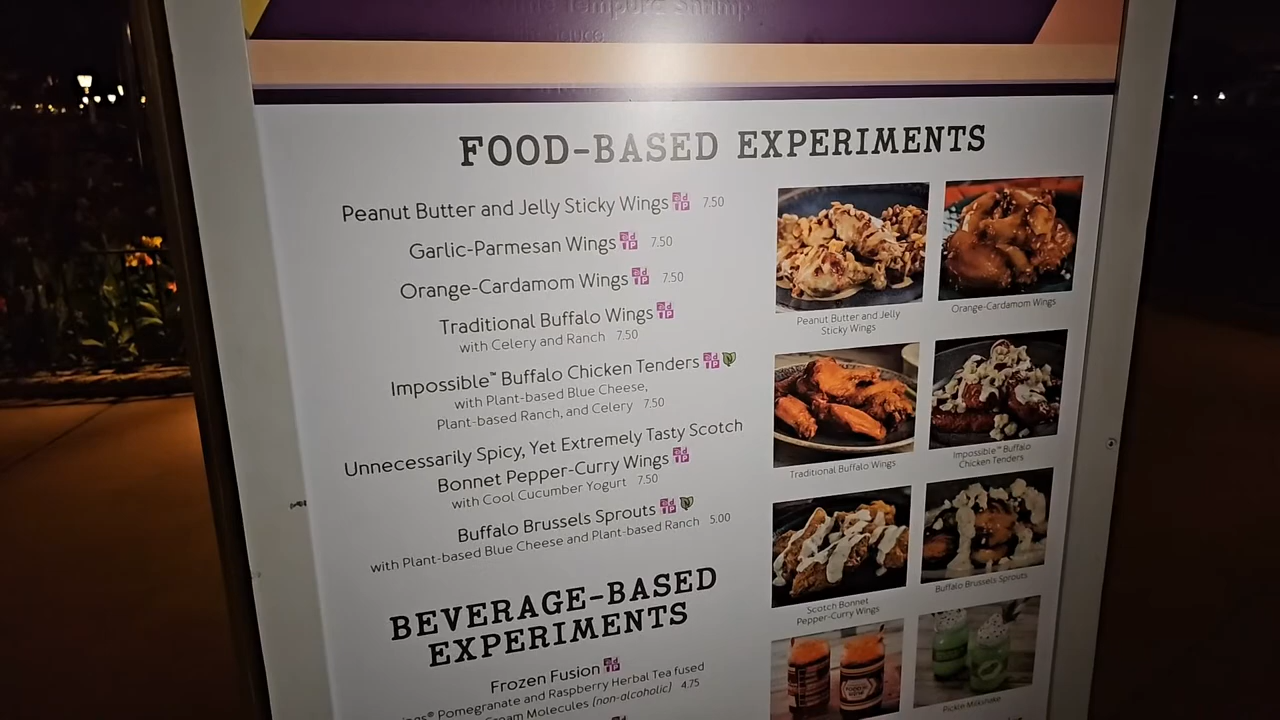 Tempura Shrimp
FOOD-BASED EXPERIMENTS
Peanut Butter and Jelly Sticky Wings 7.50
Garlic-Parmesan Wings 7.50
Orange-Cardamom Wings 7.50
Traditional Buffalo Wings
with Celery and Ranch 7.50
Impossible™ Buffalo Chicken Tenders
with Plant-based Blue Cheese,
Plant-based Ranch, and Celery 7.50
Unnecessarily Spicy, Yet Extremely Tasty Scotch
Bonnet Pepper-Curry Wings
with Cool Cucumber Yogurt 7.50
Buffalo Brussels Sprouts
with Plant-based Blue Cheese and Plant-based Ranch 5.00
BEVERAGE-BASED
EXPERIMENTS
Frozen Fusion
Pomegranate and Raspberry Herbal Tea fused
Cream Molecules (non-alcoholic) 4.75
Peanut Butter and Jelly
Sticky Wings
Orange-Cardamom Wings
Traditional Buffalo Wings
Impossible™ Buffalo
Chicken Tenders
Scotch Bonnet
Pepper-Curry Wings
Buffalo Brussels Sprouts
Pickle Milkshake